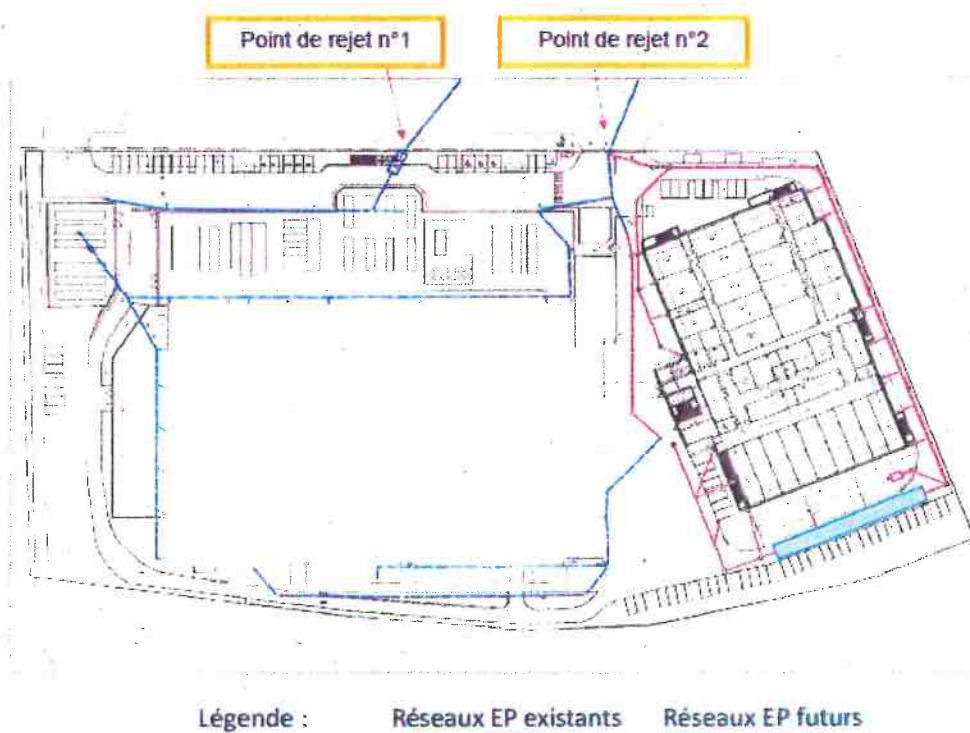 Point de rejet n°1
Point de rejet n°2
Légende : Réseaux EP existants Réseaux EP futurs